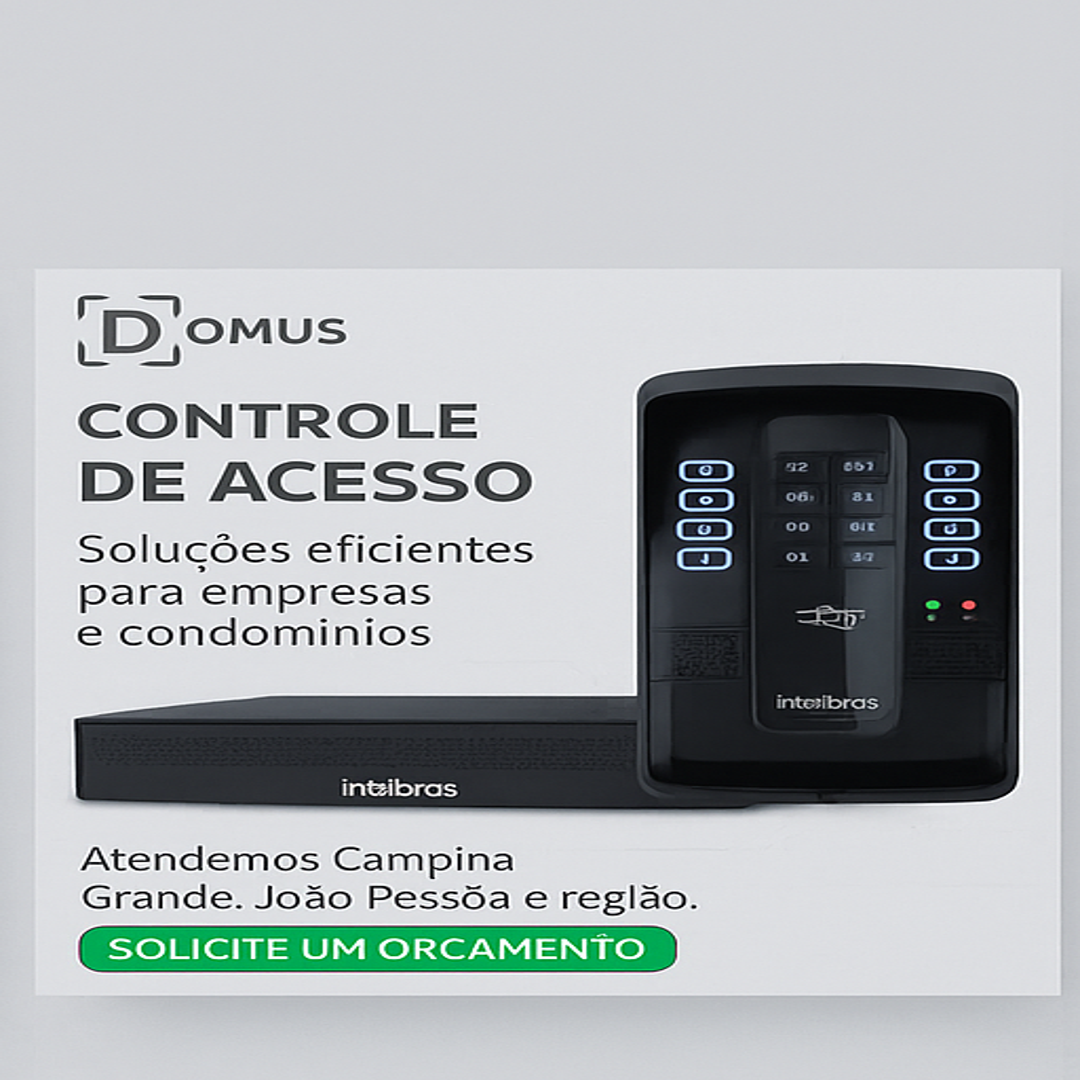 DOMUS
CONTROLE
DE ACESSO
Soluções eficientes
para empresas
e condominios
intelbras
intelbras
Atendemos Campina
Grande. João Pessŏa e reglão.
SOLICITE UM ORCAMENTO